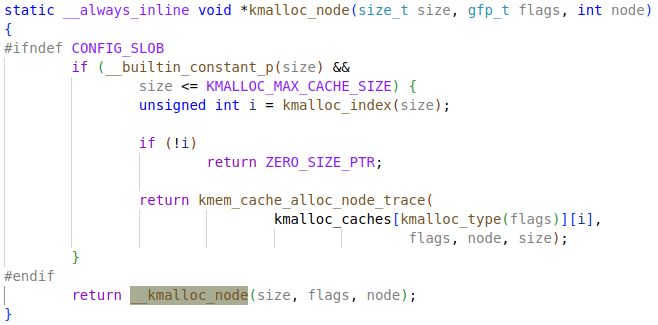 static __always_inline void *kmalloc_node(size_t size, gfp_t flags, int node)
{
#ifndef CONFIG_SLOB
if (__builtin_constant_p(size) &&
size <= KMALLOC_MAX_CACHE_SIZE) {
unsigned int i = kmalloc_index(size);
if (!i)
return ZERO_SIZE_PTR;
return kmem_cache_alloc_node_trace(
kmalloc_caches[kmalloc_type(flags)][i],
flags, node, size);
}
#endif
return __kmalloc_node(size, flags, node);
}